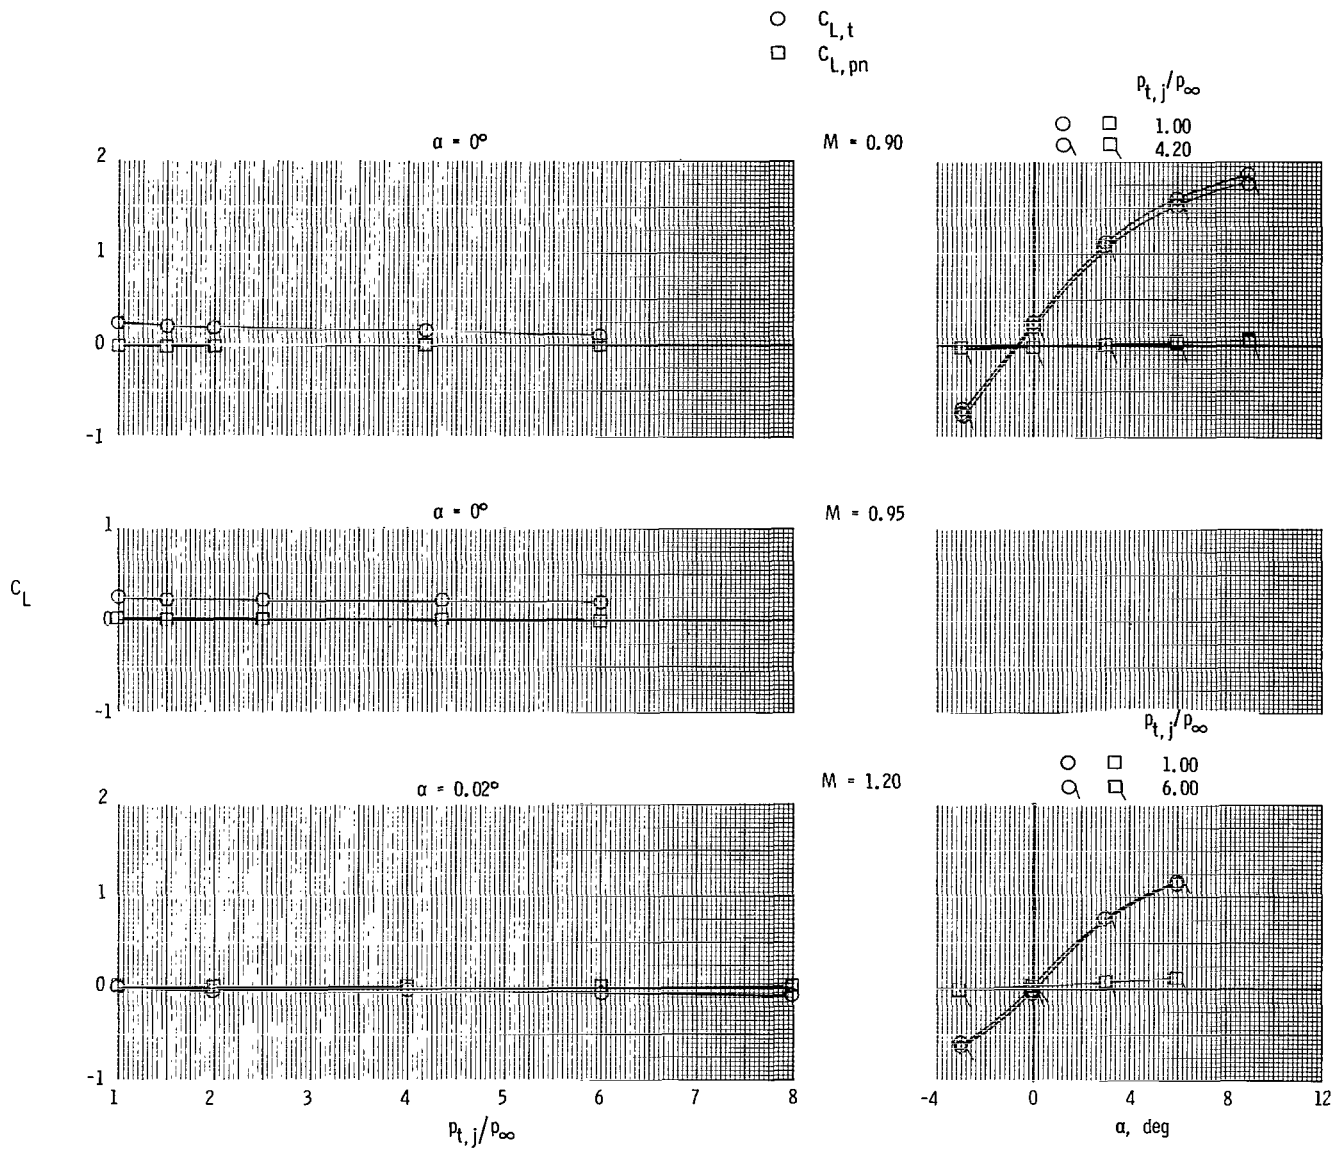 C_L,t
C_L,pn
p_t,j/p_∞
α = 0°
M = 0.90
1.00
4.20
2
1
0
-1
α = 0°
M = 0.95
1
C_L
0
-1
p_t,j/p_∞
α = 0.02°
M = 1.20
1.00
6.00
2
1
0
-1
1 2 3 4 5 6 7 8
-4 0 4 8 12
p_t,j/p_∞
α, deg